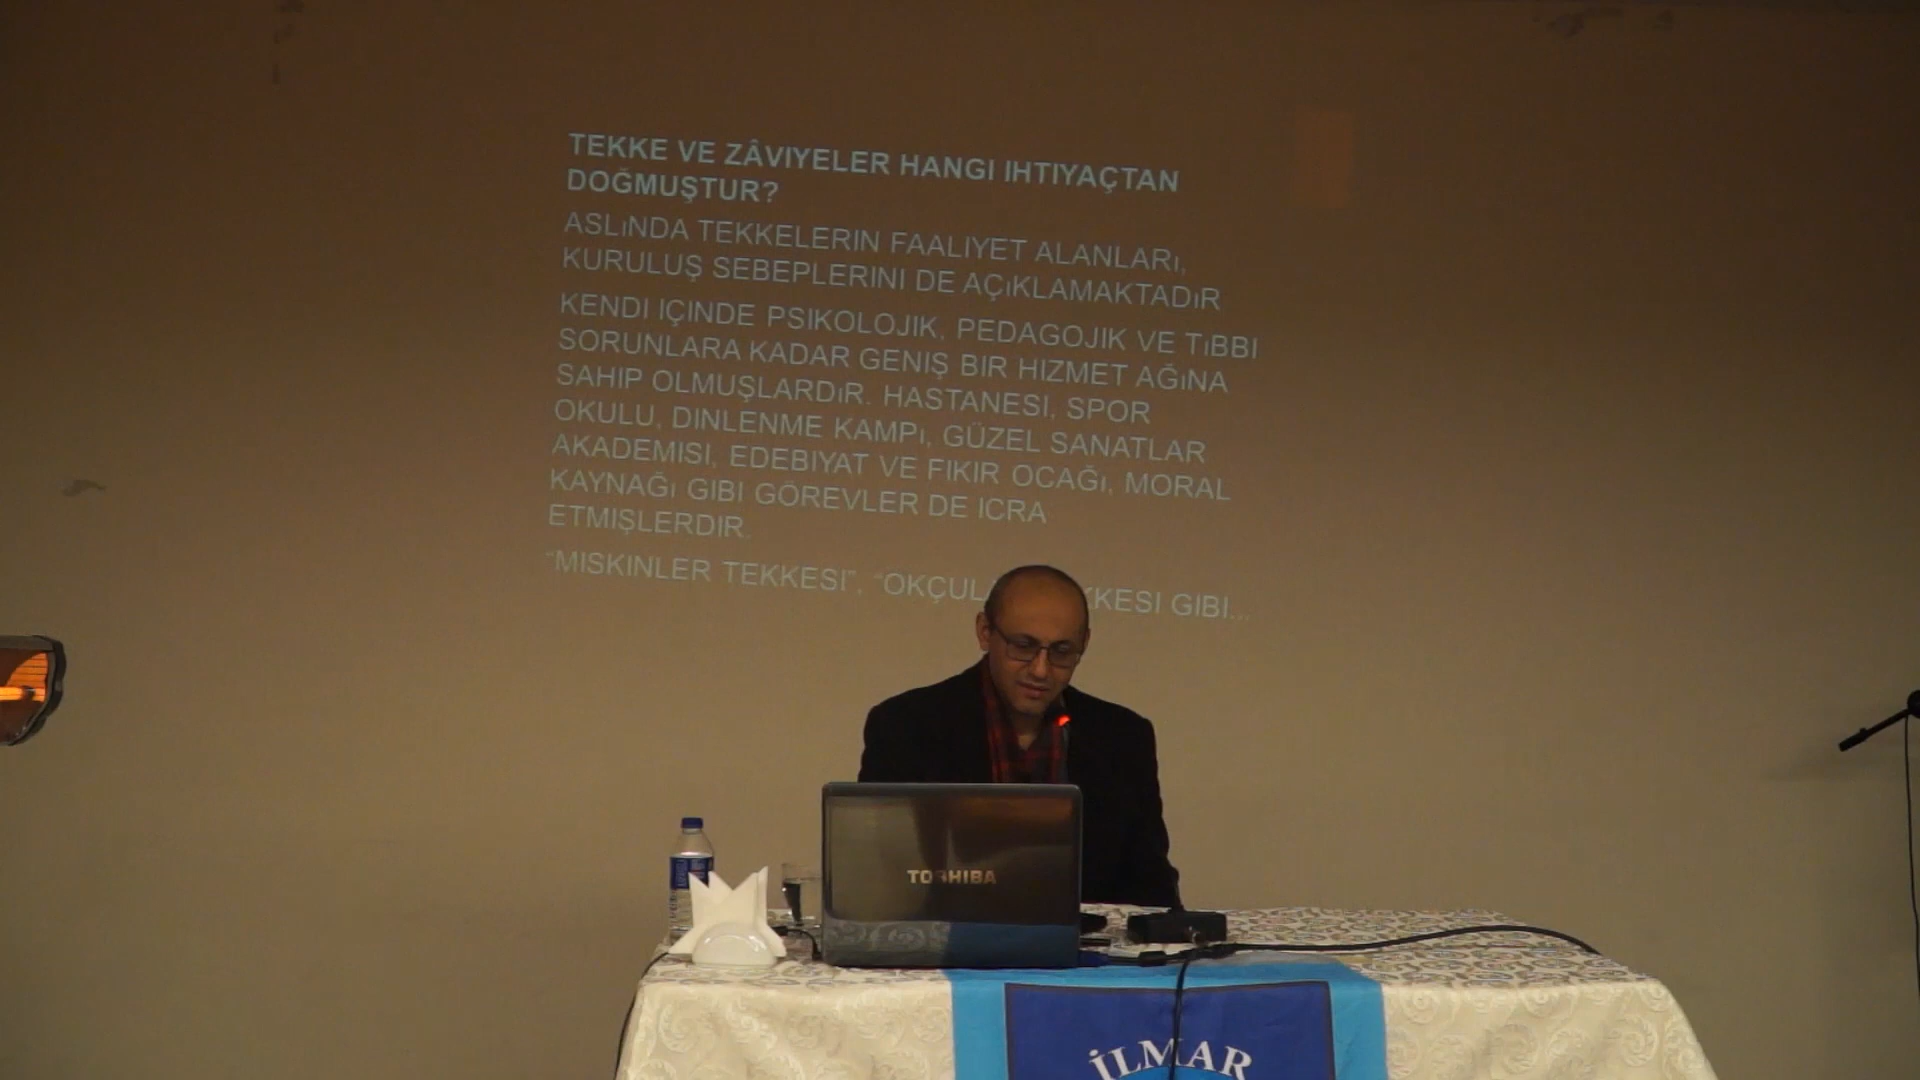 TEKKE VE ZÂVIYELER HANGI IHTIYAÇTAN
DOĞMUŞTUR?
ASLıNDA TEKKELERIN FAALIYET ALANLARı,
KURULUŞ SEBEPLERINI DE AÇıKLAMAKTADıR
KENDI IÇINDE PSIKOLOJIK, PEDAGOJIK VE TıBBI
SORUNLARA KADAR GENIŞ BIR HIZMET AĞıNA
SAHIP OLMUŞLARDıR. HASTANESI, SPOR
OKULU, DINLENME KAMPı, GÜZEL SANATLAR
AKADEMISI, EDEBIYAT VE FIKIR OCAĞı, MORAL
KAYNAĞı GIBI GÖREVLER DE ICRA
ETMIŞLERDIR.
“MISKINLER TEKKESI”, “OKÇUL KKESI GIBI...
TOSHIBA
İLMAR